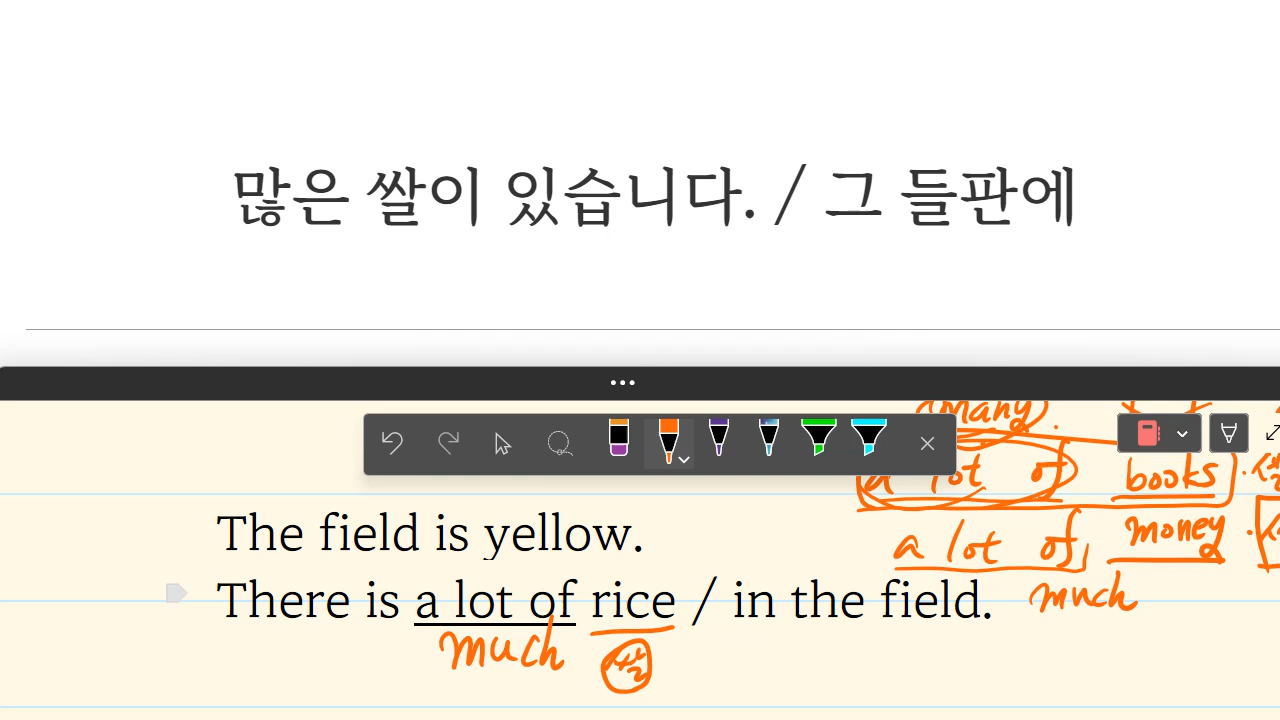 많은 쌀이 있습니다. / 그 들판에
(many).
a lot of books
The field is yellow.
a lot of money
There is a lot of rice / in the field.
much
much
쌀